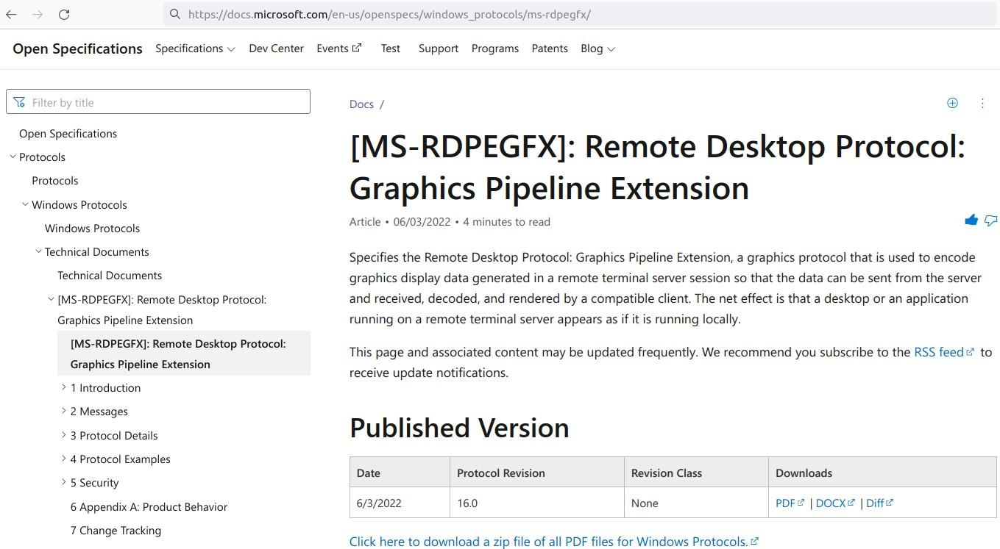 https://docs.microsoft.com/en-us/openspecs/windows_protocols/ms-rdpegfx/
Open Specifications Specifications Dev Center Events Test Support Programs Patents Blog
Filter by title
Open Specifications
Protocols
Protocols
Windows Protocols
Windows Protocols
Technical Documents
Technical Documents
[MS-RDPEGFX]: Remote Desktop Protocol:
Graphics Pipeline Extension
[MS-RDPEGFX]: Remote Desktop Protocol:
Graphics Pipeline Extension
1 Introduction
2 Messages
3 Protocol Details
4 Protocol Examples
5 Security
6 Appendix A: Product Behavior
7 Change Tracking
Docs /
[MS-RDPEGFX]: Remote Desktop Protocol:
Graphics Pipeline Extension
Article • 06/03/2022 • 4 minutes to read
Specifies the Remote Desktop Protocol: Graphics Pipeline Extension, a graphics protocol that is used to encode
graphics display data generated in a remote terminal server session so that the data can be sent from the server
and received, decoded, and rendered by a compatible client. The net effect is that a desktop or an application
running on a remote terminal server appears as if it is running locally.
This page and associated content may be updated frequently. We recommend you subscribe to the RSS feed to
receive update notifications.
Published Version
Date Protocol Revision Revision Class Downloads
6/3/2022 16.0 None PDF | DOCX | Diff
Click here to download a zip file of all PDF files for Windows Protocols.